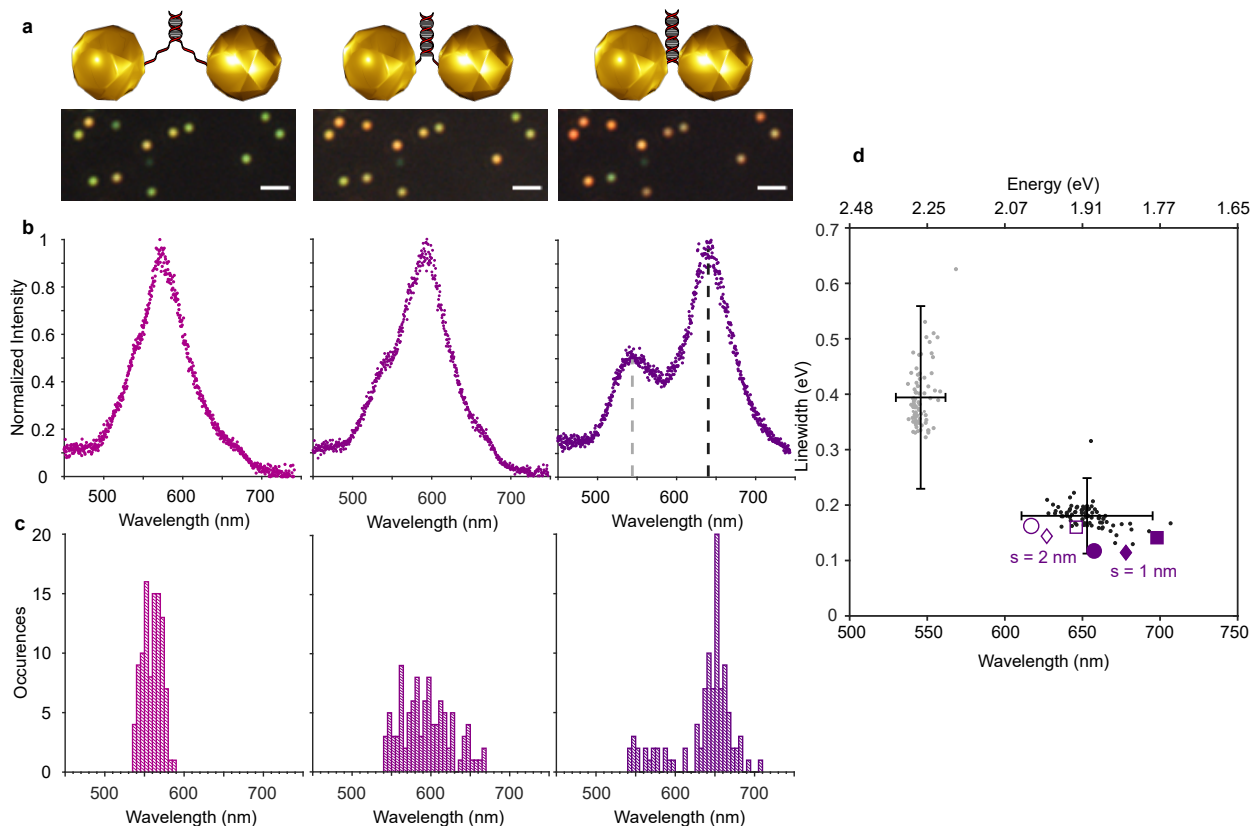 a
b
1
0.8
0.6
0.4
0.2
0
Normalized Intensity
500 600 700
500 600 700
500 600 700
Wavelength (nm)
Wavelength (nm)
Wavelength (nm)
c
20
15
10
5
0
Occurences
500 600 700
500 600 700
500 600 700
Wavelength (nm)
Wavelength (nm)
Wavelength (nm)
d
Energy (eV)
2.48 2.25 2.07 1.91 1.77 1.65
0.7
0.6
0.5
0.4
0.3
0.2
0.1
0
Linewidth (eV)
s = 2 nm
s = 1 nm
500 550 600 650 700 750
Wavelength (nm)